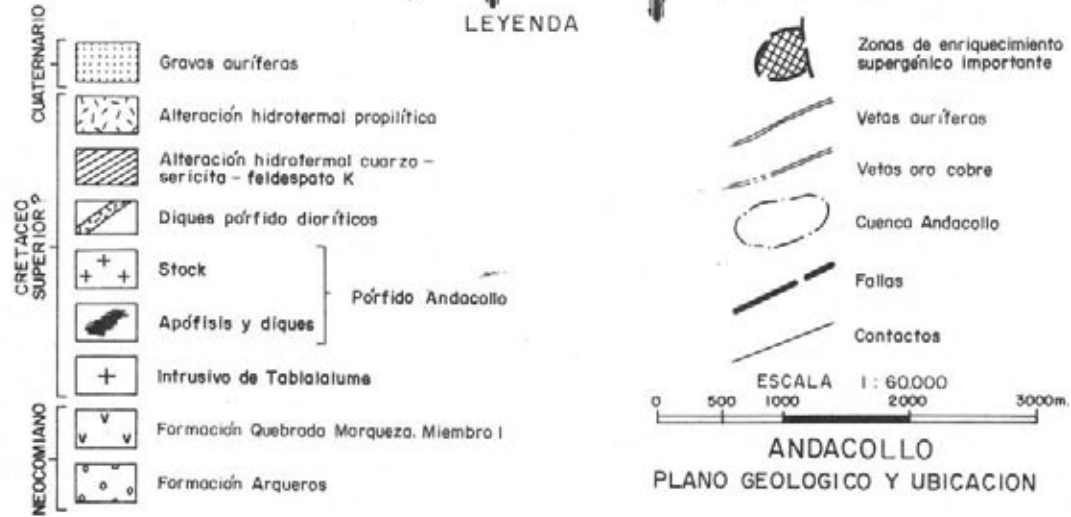 LEYENDA
CUATERNARIO
Gravas auríferas
CRETACEO
SUPERIOR?
Alteración hidrotermal propilítica
Alteración hidrotermal cuarzo –
sericita – feldespato K
Diques pórfido dioríticos
Stock
Apófisis y diques
Pórfido Andacollo
Intrusivo de Tablalalume
NEOCOMIANO
Formación Quebrada Marqueza. Miembro I
Formación Arqueros
Zonas de enriquecimiento
supergénico importante
Vetas auríferas
Vetas oro cobre
Cuenca Andacollo
Fallas
Contactos
ESCALA 1 : 60.000
0 500 1000 2000 3000m.
ANDACOLLO
PLANO GEOLOGICO Y UBICACION